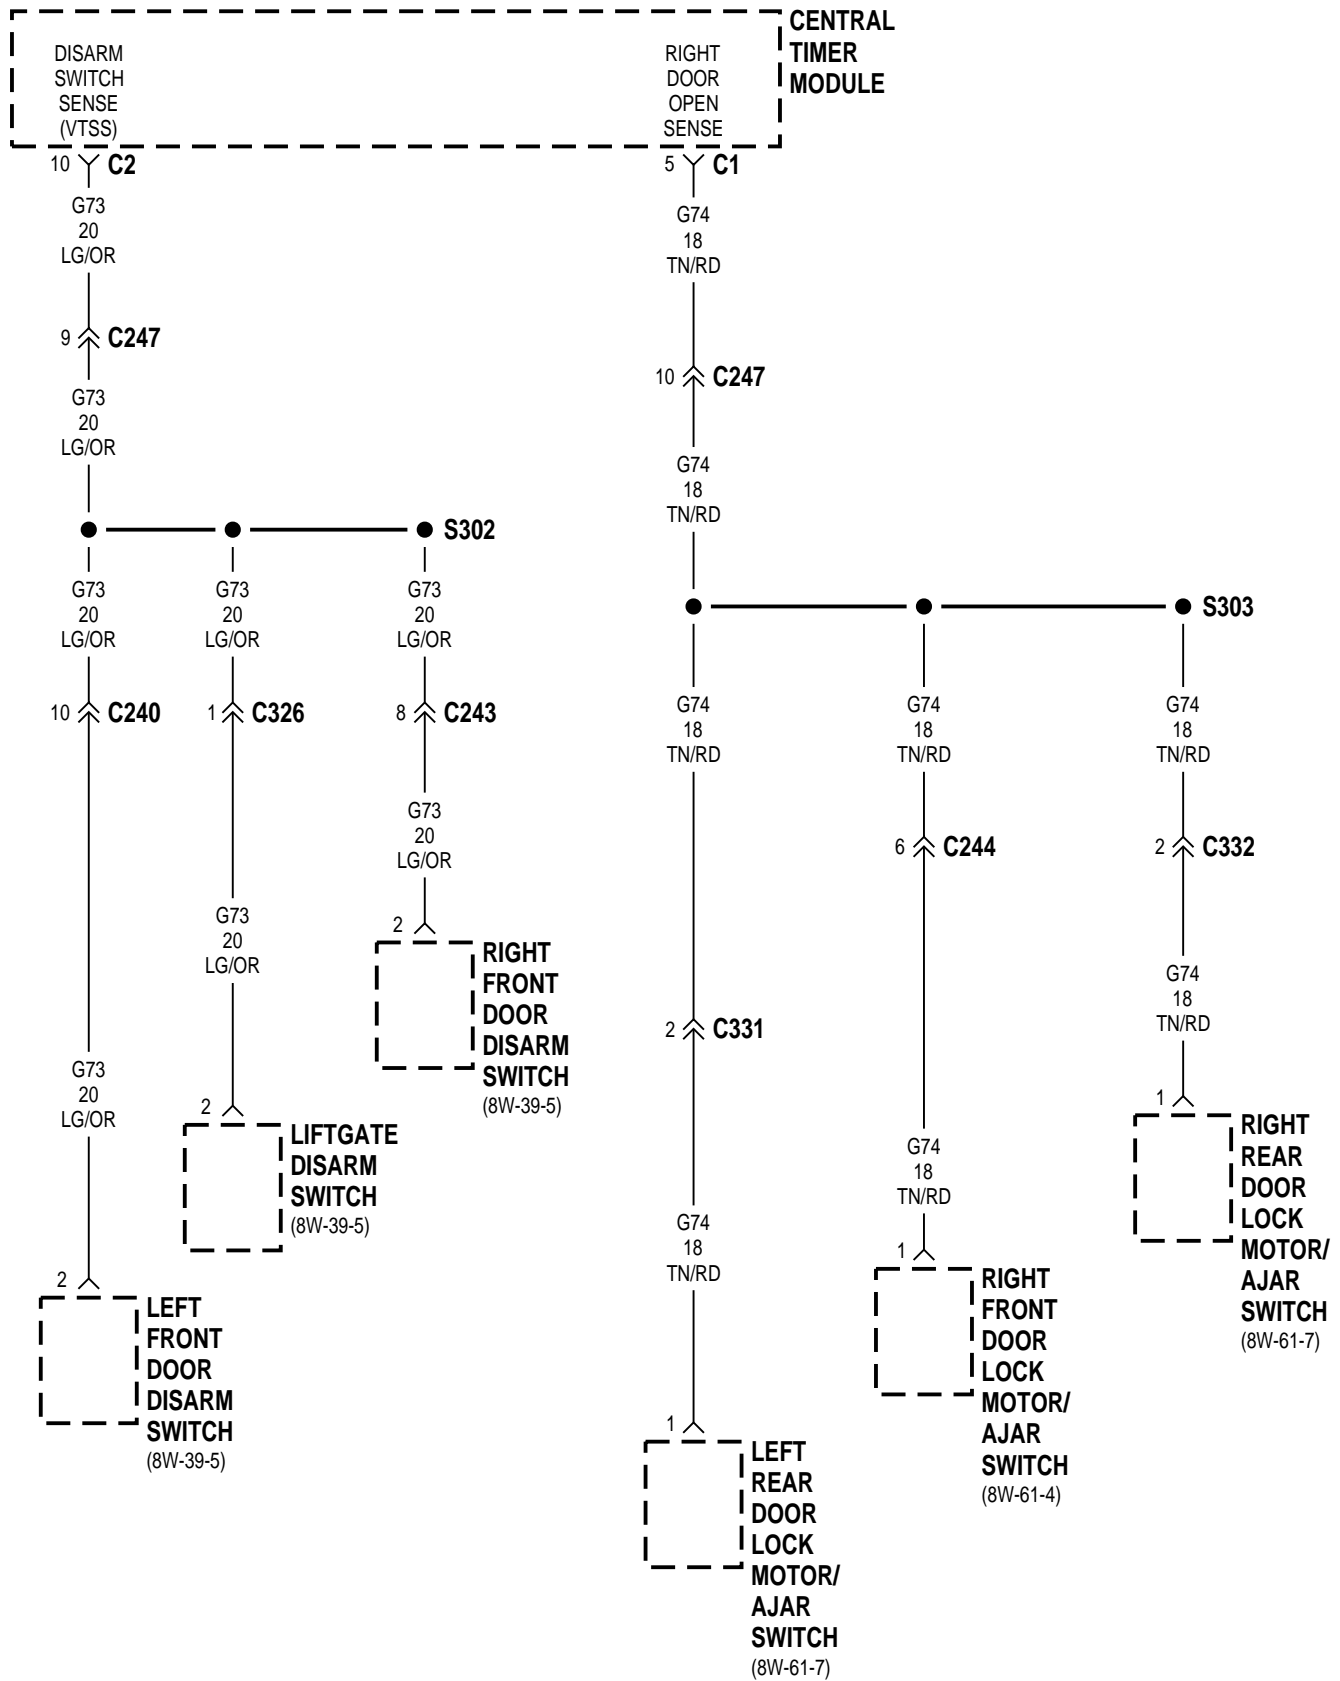 CENTRAL
TIMER
MODULE
DISARM
SWITCH
SENSE
(VTSS)
RIGHT
DOOR
OPEN
SENSE
10 C2
5 C1
G73
20
LG/OR
G74
18
TN/RD
9 C247
10 C247
G73
20
LG/OR
G74
18
TN/RD
S302
G73
20
LG/OR
G73
20
LG/OR
G73
20
LG/OR
S303
10 C240
1 C326
8 C243
G74
18
TN/RD
G74
18
TN/RD
G74
18
TN/RD
G73
20
LG/OR
6 C244
2 C332
G73
20
LG/OR
2
RIGHT
FRONT
DOOR
DISARM
SWITCH
(8W-39-5)
G74
18
TN/RD
2 C331
G73
20
LG/OR
2
LIFTGATE
DISARM
SWITCH
(8W-39-5)
1
RIGHT
REAR
DOOR
LOCK
MOTOR/
AJAR
SWITCH
(8W-61-7)
G74
18
TN/RD
G74
18
TN/RD
2
LEFT
FRONT
DOOR
DISARM
SWITCH
(8W-39-5)
1
RIGHT
FRONT
DOOR
LOCK
MOTOR/
AJAR
SWITCH
(8W-61-4)
1
LEFT
REAR
DOOR
LOCK
MOTOR/
AJAR
SWITCH
(8W-61-7)